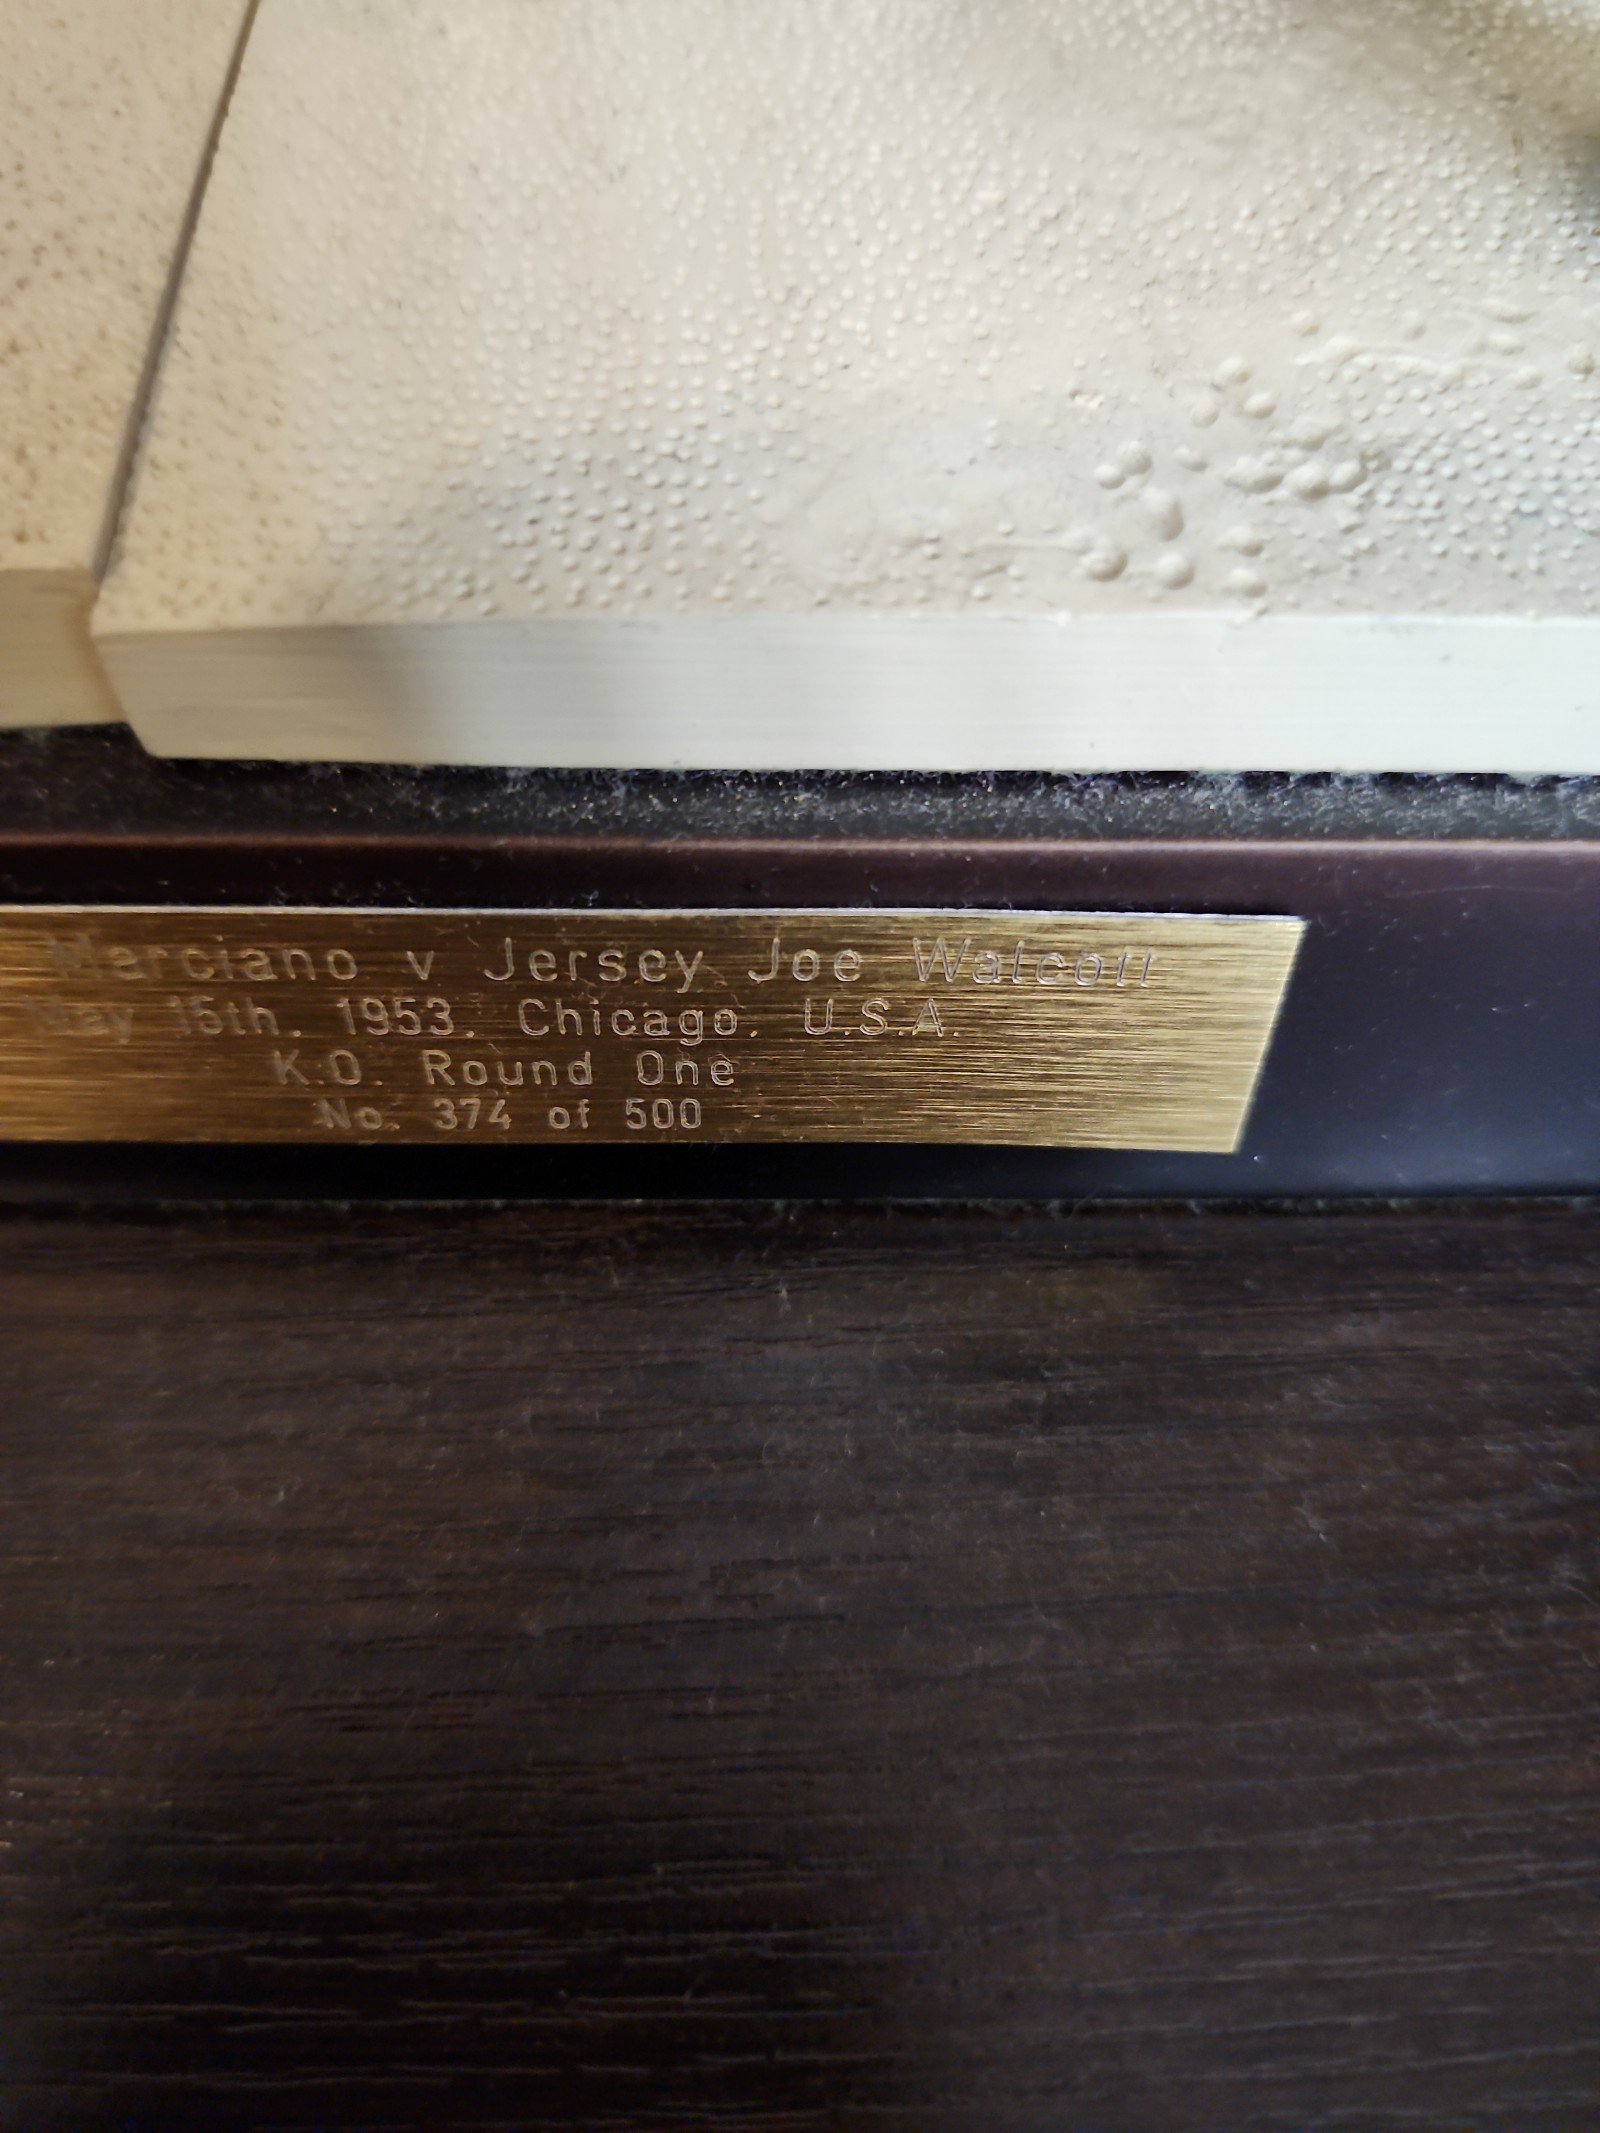 Marciano v Jersey Joe Walcott
May 15th. 1953. Chicago. U.S.A.
K.O. Round One
No. 374 of 500